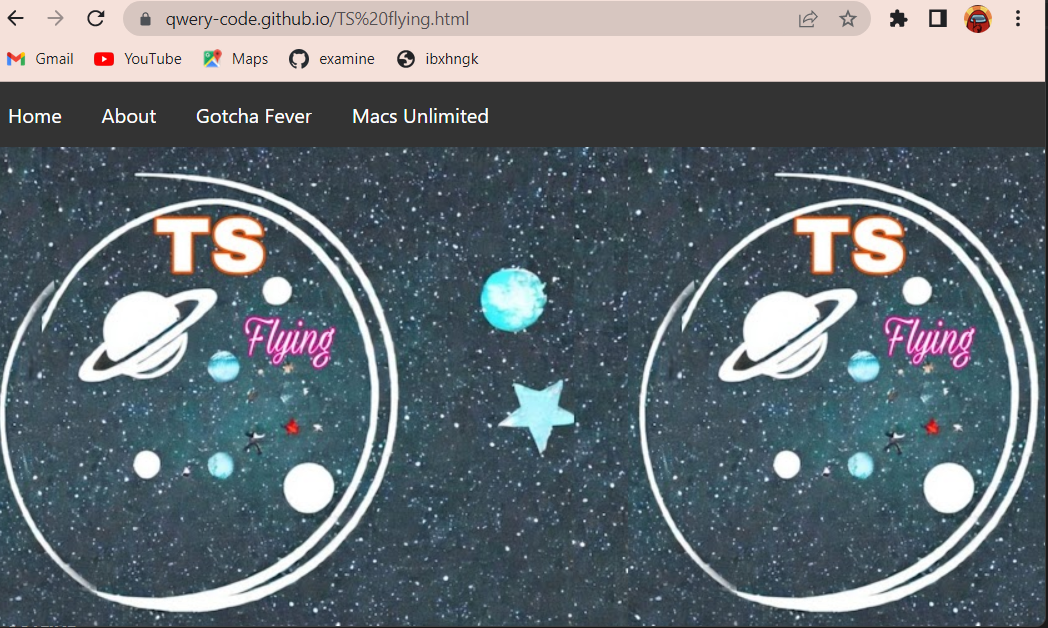 qwery-code.github.io/TS%20flying.html
Gmail YouTube Maps examine ibxhngk
Home About Gotcha Fever Macs Unlimited
TS TS
Flying Flying